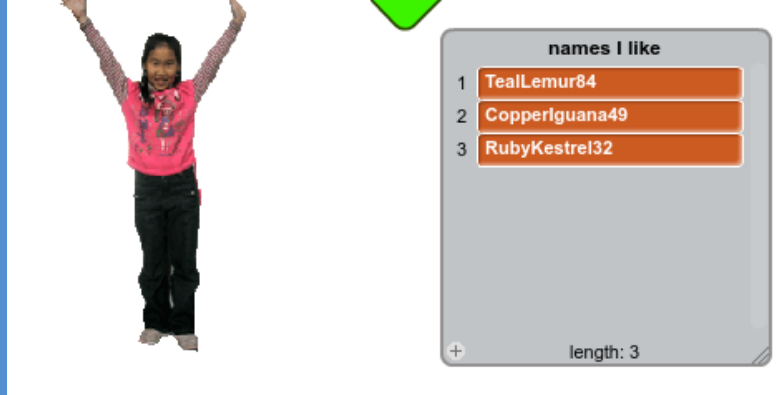 names I like
1 TealLemur84
2 CopperIguana49
3 RubyKestrel32
+ length: 3